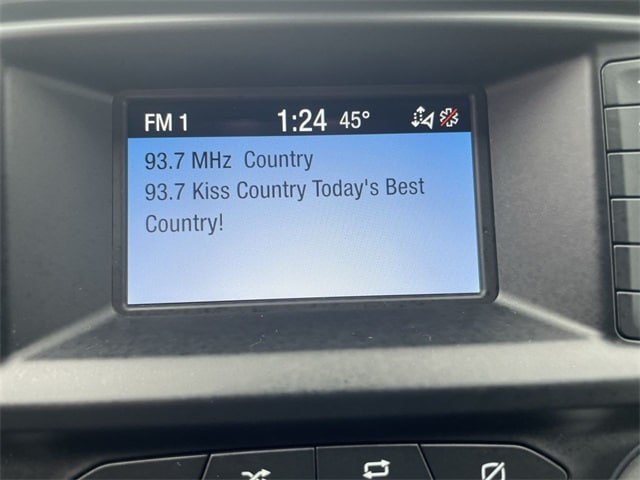 FM 1 1:24 45°
93.7 MHz Country
93.7 Kiss Country Today's Best
Country!